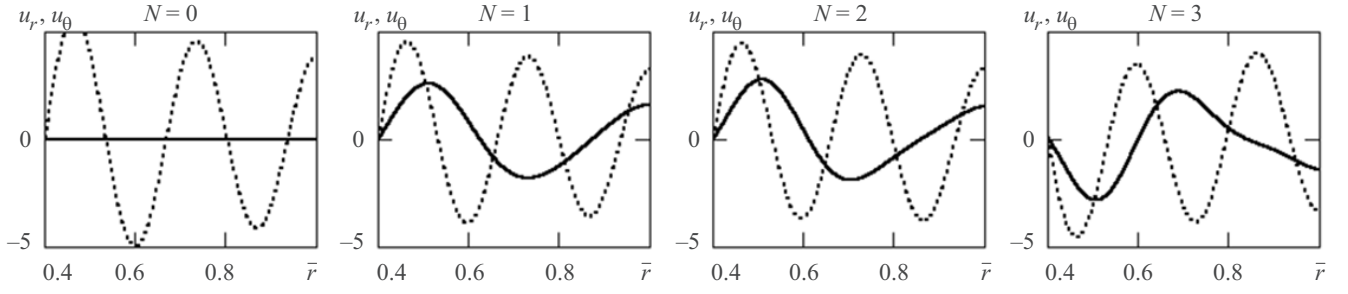 u_r, u_θ N = 0 u_r, u_θ N = 1 u_r, u_θ N = 2 u_r, u_θ N = 3
0 0 0 0
–5 –5 –5 –5
0.4 0.6 0.8 r̄ 0.4 0.6 0.8 r̄ 0.4 0.6 0.8 r̄ 0.4 0.6 0.8 r̄